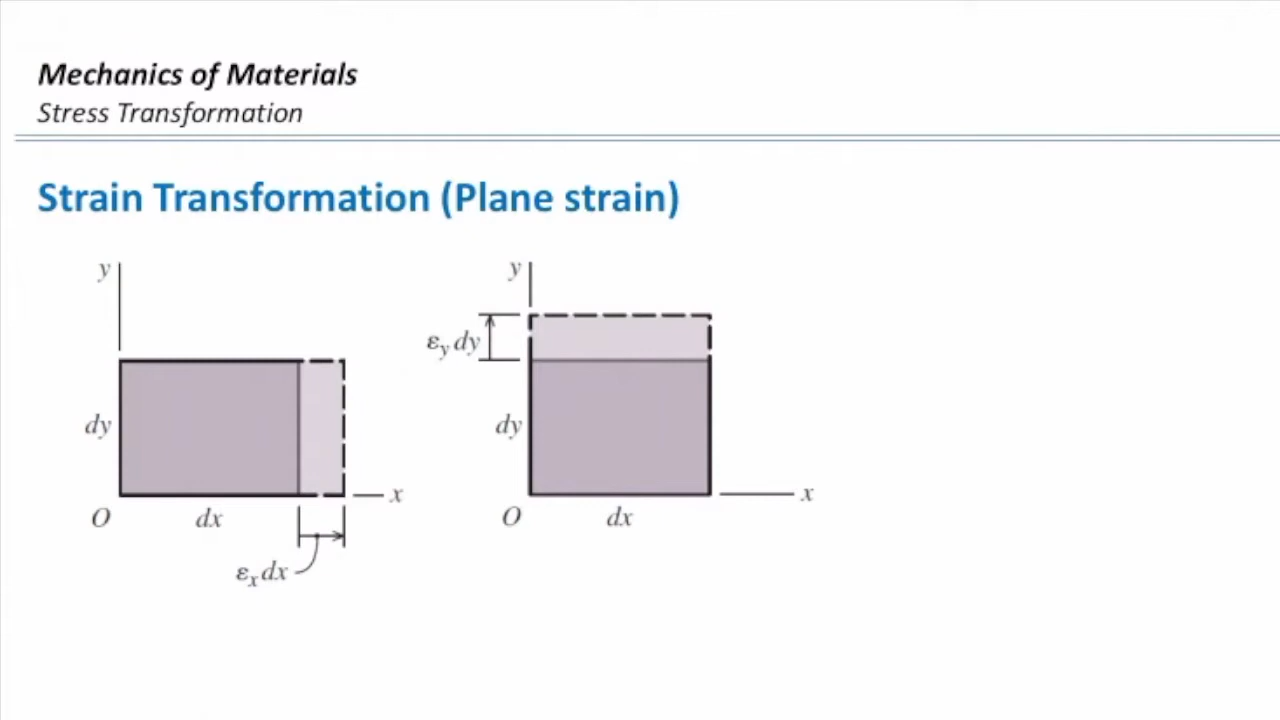 Mechanics of Materials
Stress Transformation
Strain Transformation (Plane strain)
y
dy
O
dx
x
εx dx
y
εy dy
dy
O
dx
x